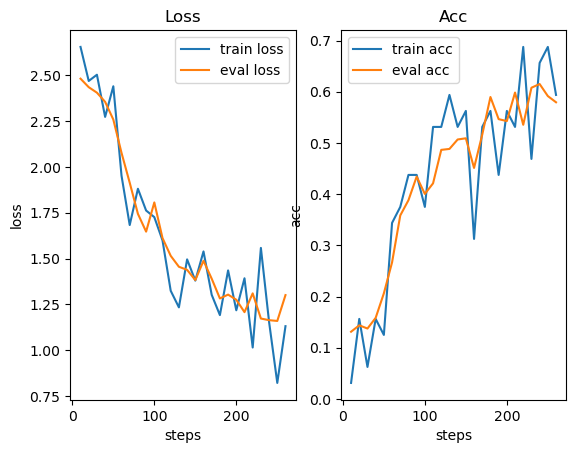 Loss
train loss
eval loss
2.50
2.25
2.00
1.75
1.50
1.25
1.00
0.75
loss
0
100
200
steps
Acc
train acc
eval acc
0.7
0.6
0.5
0.4
0.3
0.2
0.1
0.0
acc
0
100
200
steps